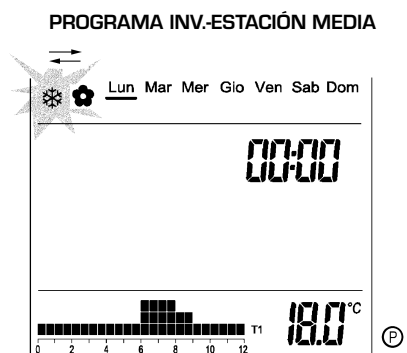 PROGRAMA INV.-ESTACIÓN MEDIA
Lun Mar Mer Gio Ven Sab Dom
00:00
T1 18.0°C
0 2 4 6 8 10 12
P